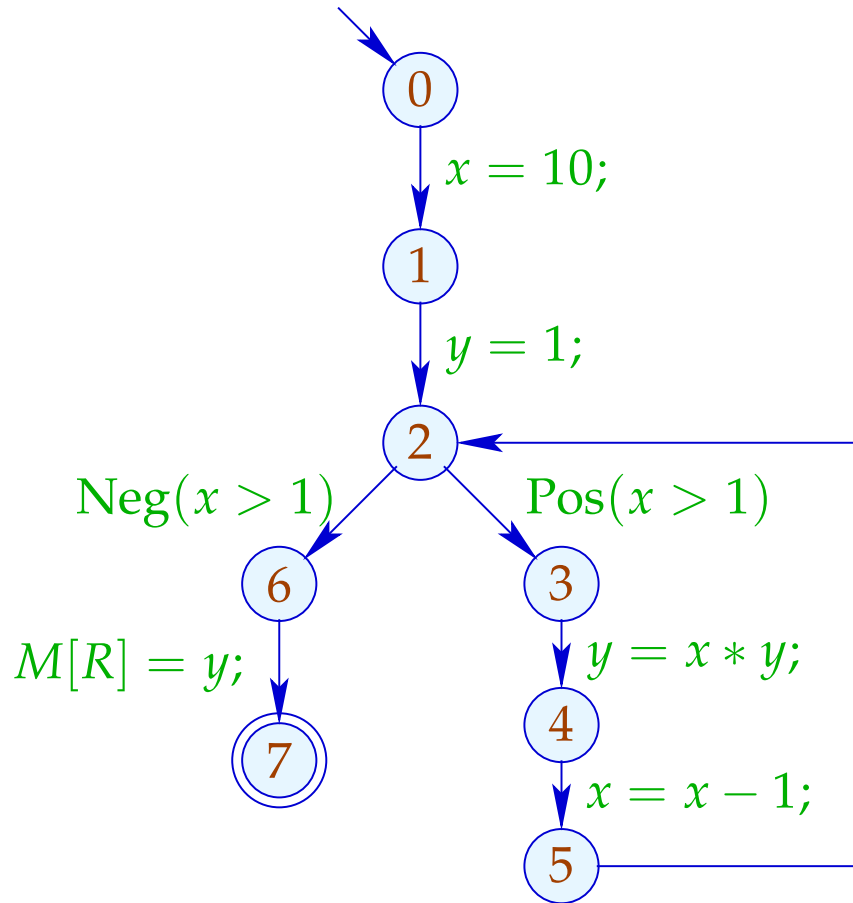 0
x = 10;
1
y = 1;
2
Neg(x > 1) Pos(x > 1)
6 3
M[R] = y; y = x ∗ y;
7 4
x = x − 1;
5